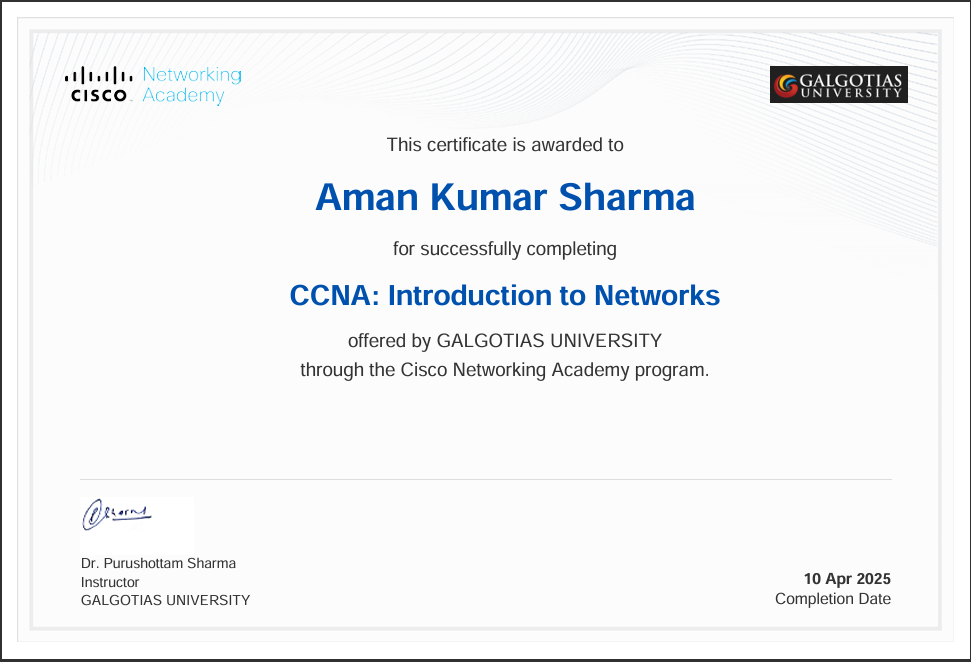 CISCO
Networking
Academy
GALGOTIAS
UNIVERSITY
This certificate is awarded to
Aman Kumar Sharma
for successfully completing
CCNA: Introduction to Networks
offered by GALGOTIAS UNIVERSITY
through the Cisco Networking Academy program.
Dr. Purushottam Sharma
Instructor
GALGOTIAS UNIVERSITY
10 Apr 2025
Completion Date